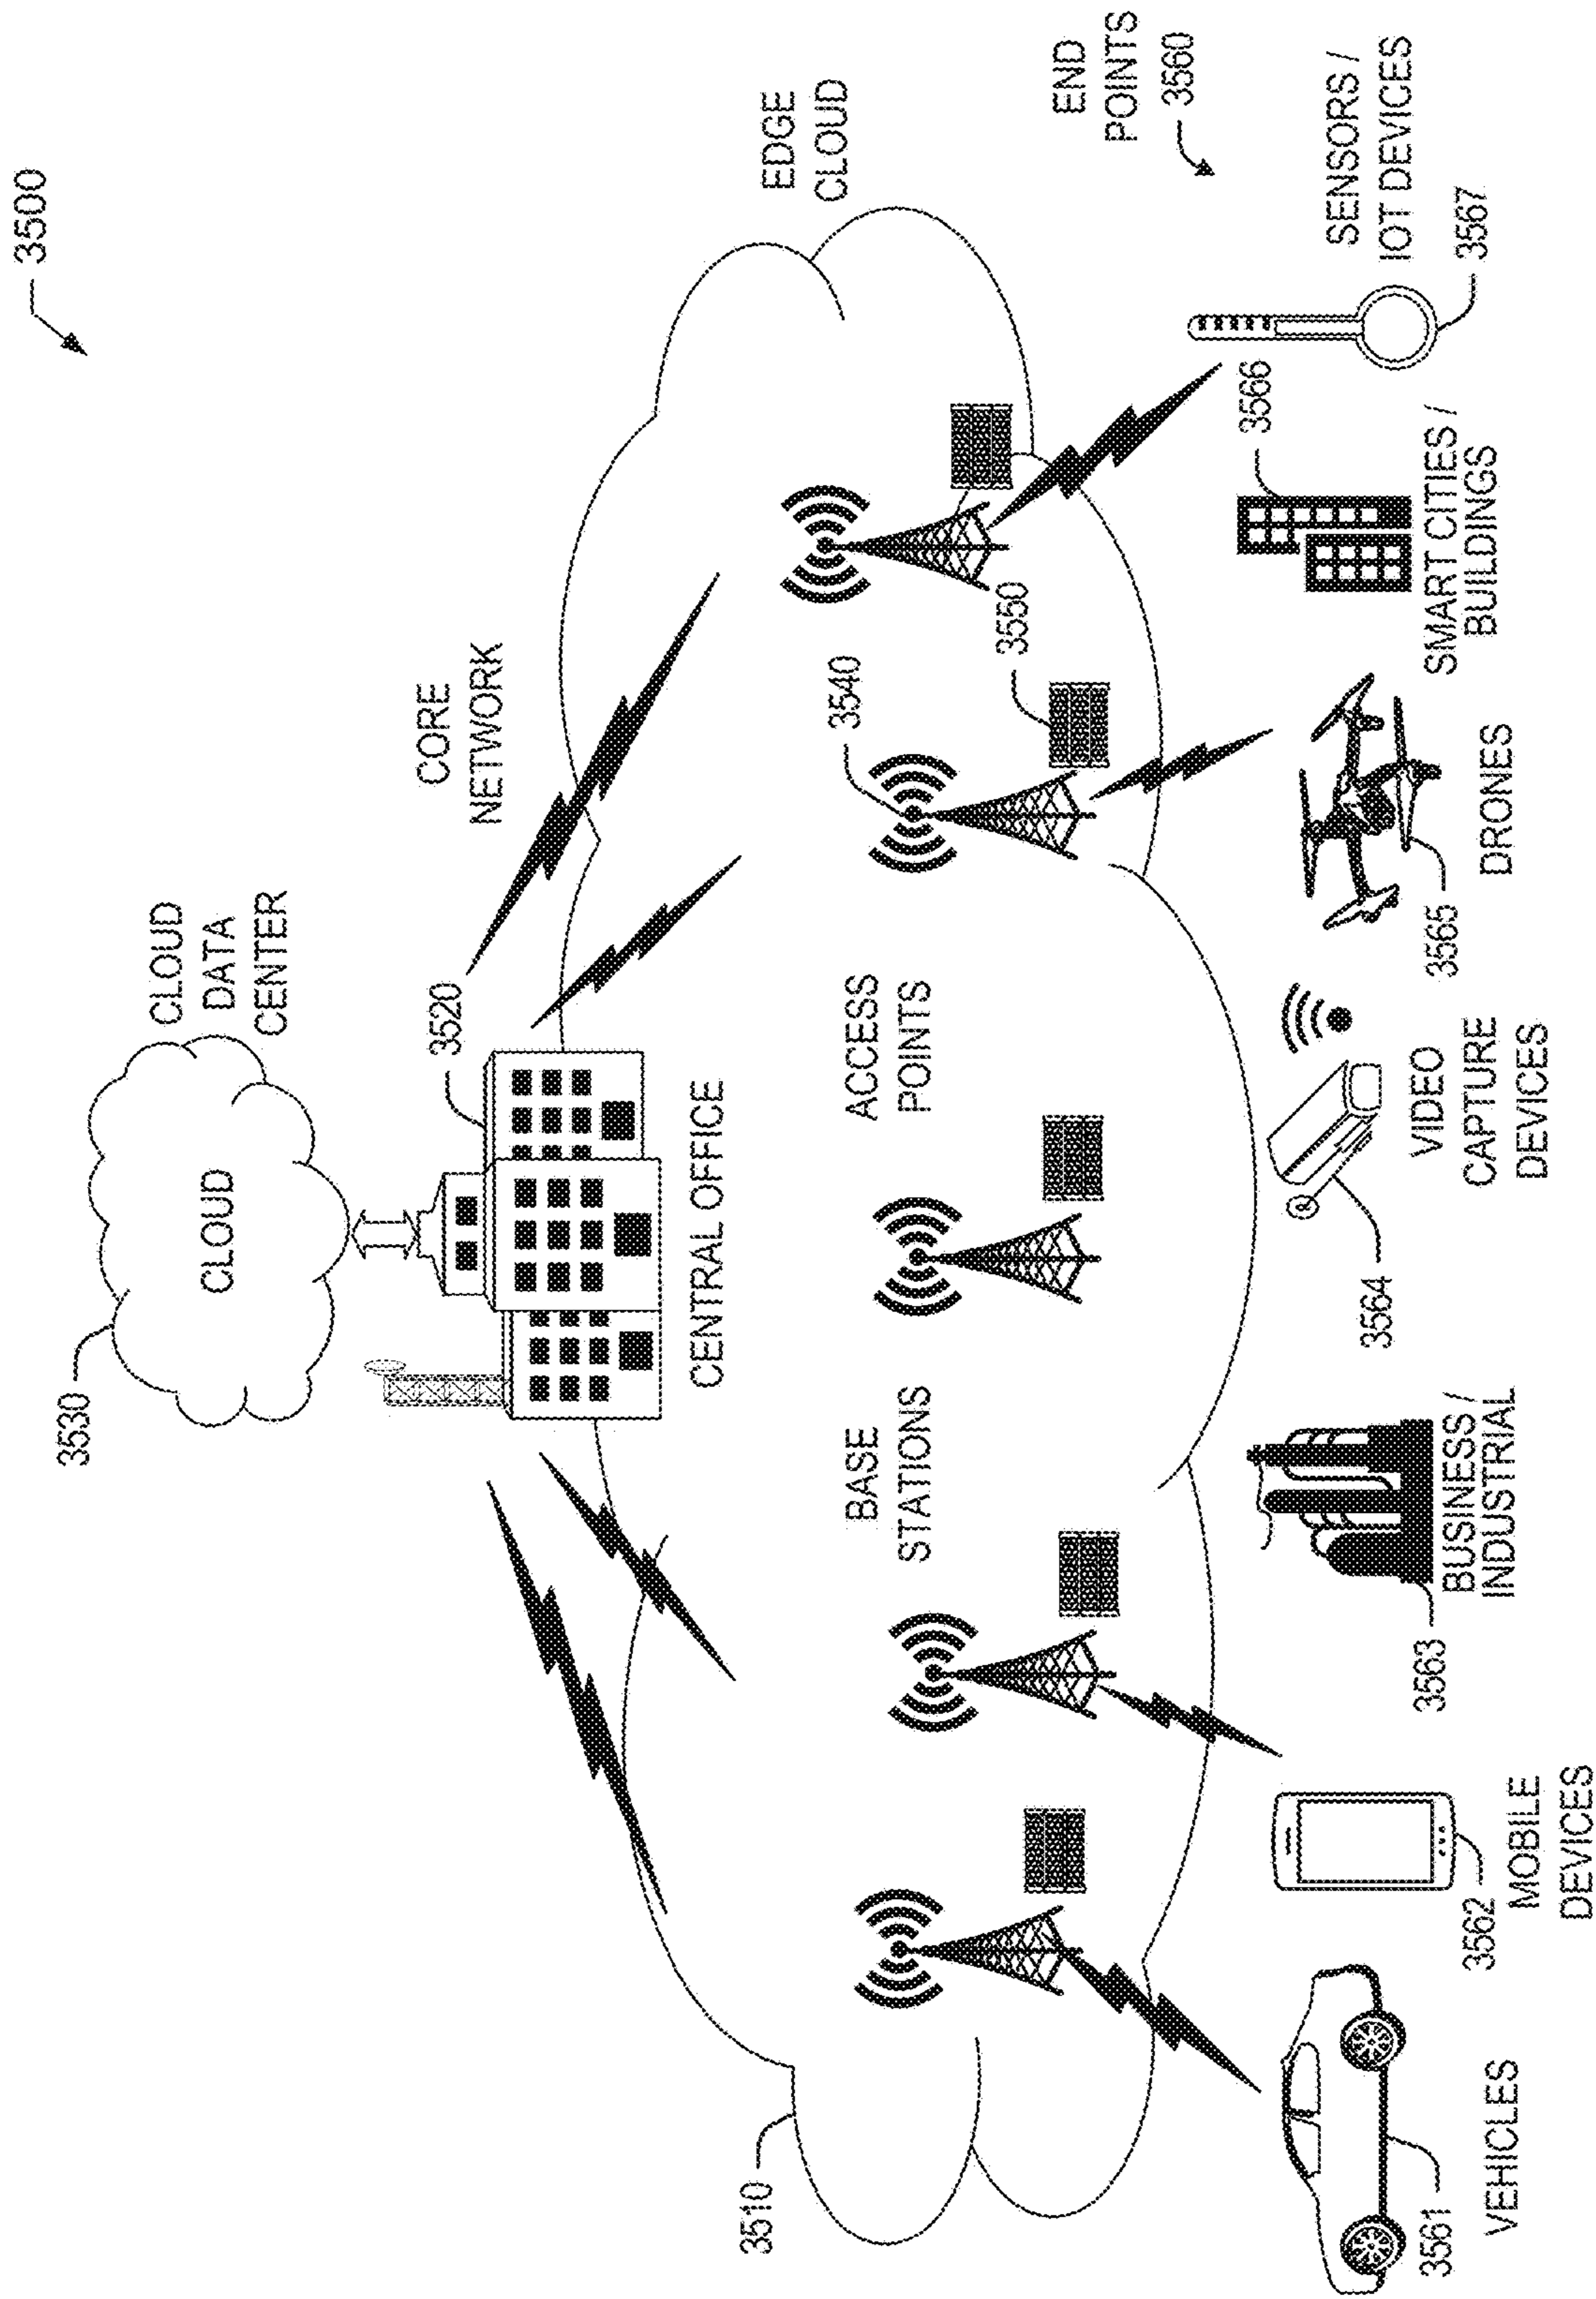 3500
CLOUD
DATA
CENTER
3530
CLOUD
CORE
NETWORK
3520
CENTRAL OFFICE
EDGE
CLOUD
3510
BASE
STATIONS
ACCESS
POINTS
3540
3550
END
POINTS
3560
3561
VEHICLES
3562
MOBILE
DEVICES
3563
BUSINESS /
INDUSTRIAL
3564
VIDEO
CAPTURE
DEVICES
3565
DRONES
3566
SMART CITIES /
BUILDINGS
SENSORS /
IOT DEVICES
3567